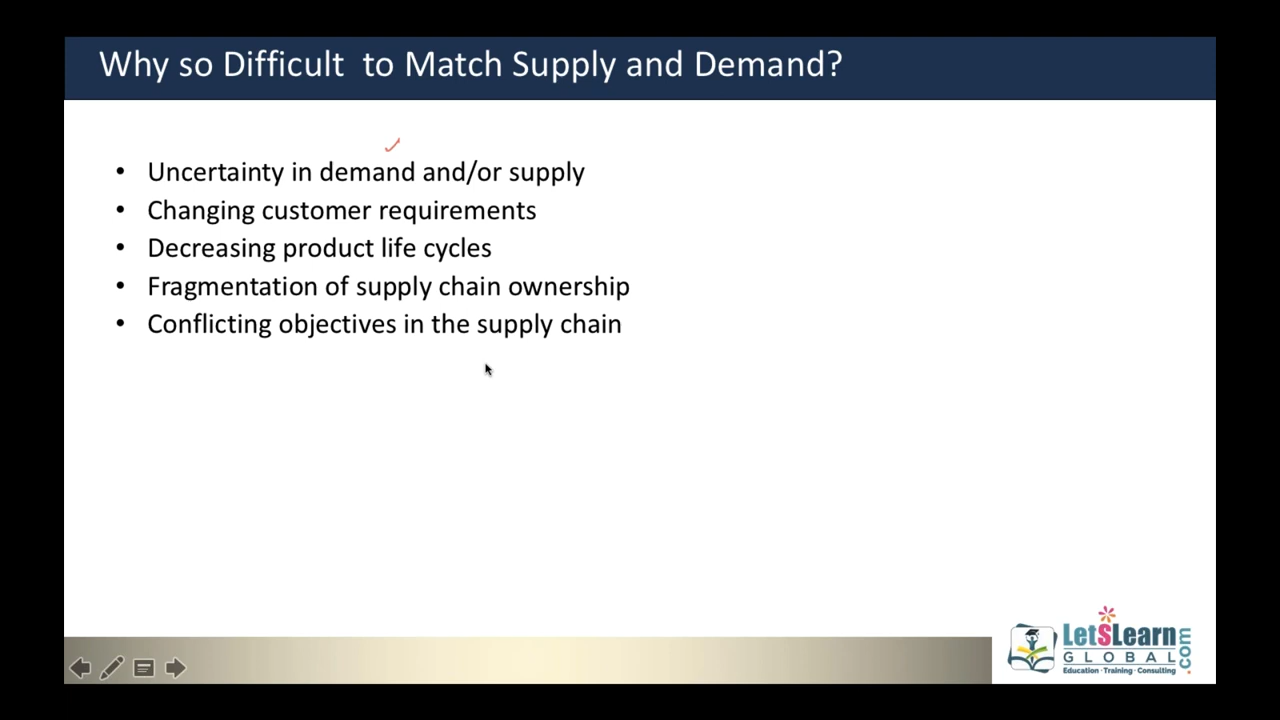 Why so Difficult  to Match Supply and Demand?
• Uncertainty in demand and/or supply
• Changing customer requirements
• Decreasing product life cycles
• Fragmentation of supply chain ownership
• Conflicting objectives in the supply chain
LetSLearn
GLOBAL
.com
Education · Training · Consulting